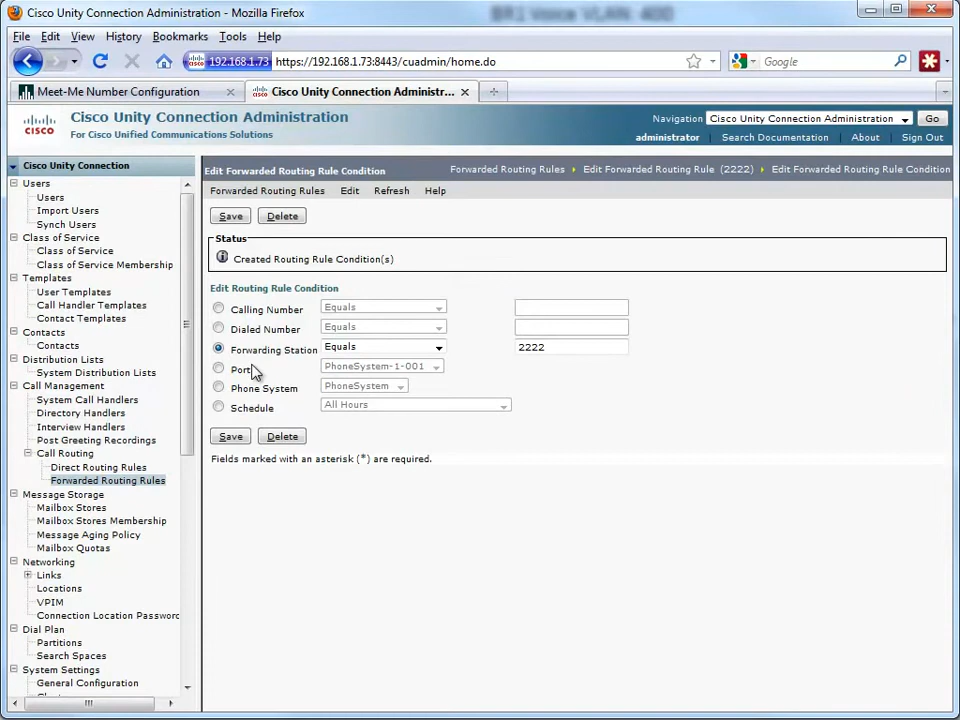 Cisco Unity Connection Administration - Mozilla Firefox
BR1 Voice VLAN: 400
File Edit View History Bookmarks Tools Help
192.168.1.73 https://192.168.1.73:8443/cuadmin/home.do
Google
Meet-Me Number Configuration
Cisco Unity Connection Administr...
CISCO
Cisco Unity Connection Administration
For Cisco Unified Communications Solutions
Navigation Cisco Unity Connection Administration Go
administrator Search Documentation About Sign Out
Cisco Unity Connection
Users
Users
Import Users
Synch Users
Class of Service
Class of Service
Class of Service Membership
Templates
User Templates
Call Handler Templates
Contact Templates
Contacts
Contacts
Distribution Lists
System Distribution Lists
Call Management
System Call Handlers
Directory Handlers
Interview Handlers
Post Greeting Recordings
Call Routing
Direct Routing Rules
Forwarded Routing Rules
Message Storage
Mailbox Stores
Mailbox Stores Membership
Message Aging Policy
Mailbox Quotas
Networking
Links
Locations
VPIM
Connection Location Password
Dial Plan
Partitions
Search Spaces
System Settings
General Configuration
Edit Forwarded Routing Rule Condition
Forwarded Routing Rules Edit Forwarded Routing Rule (2222) Edit Forwarded Routing Rule Condition
Forwarded Routing Rules Edit Refresh Help
Save Delete
Status
Created Routing Rule Condition(s)
Edit Routing Rule Condition
Calling Number Equals
Dialed Number Equals
Forwarding Station Equals 2222
Port PhoneSystem-1-001
Phone System PhoneSystem
Schedule All Hours
Save Delete
Fields marked with an asterisk (*) are required.